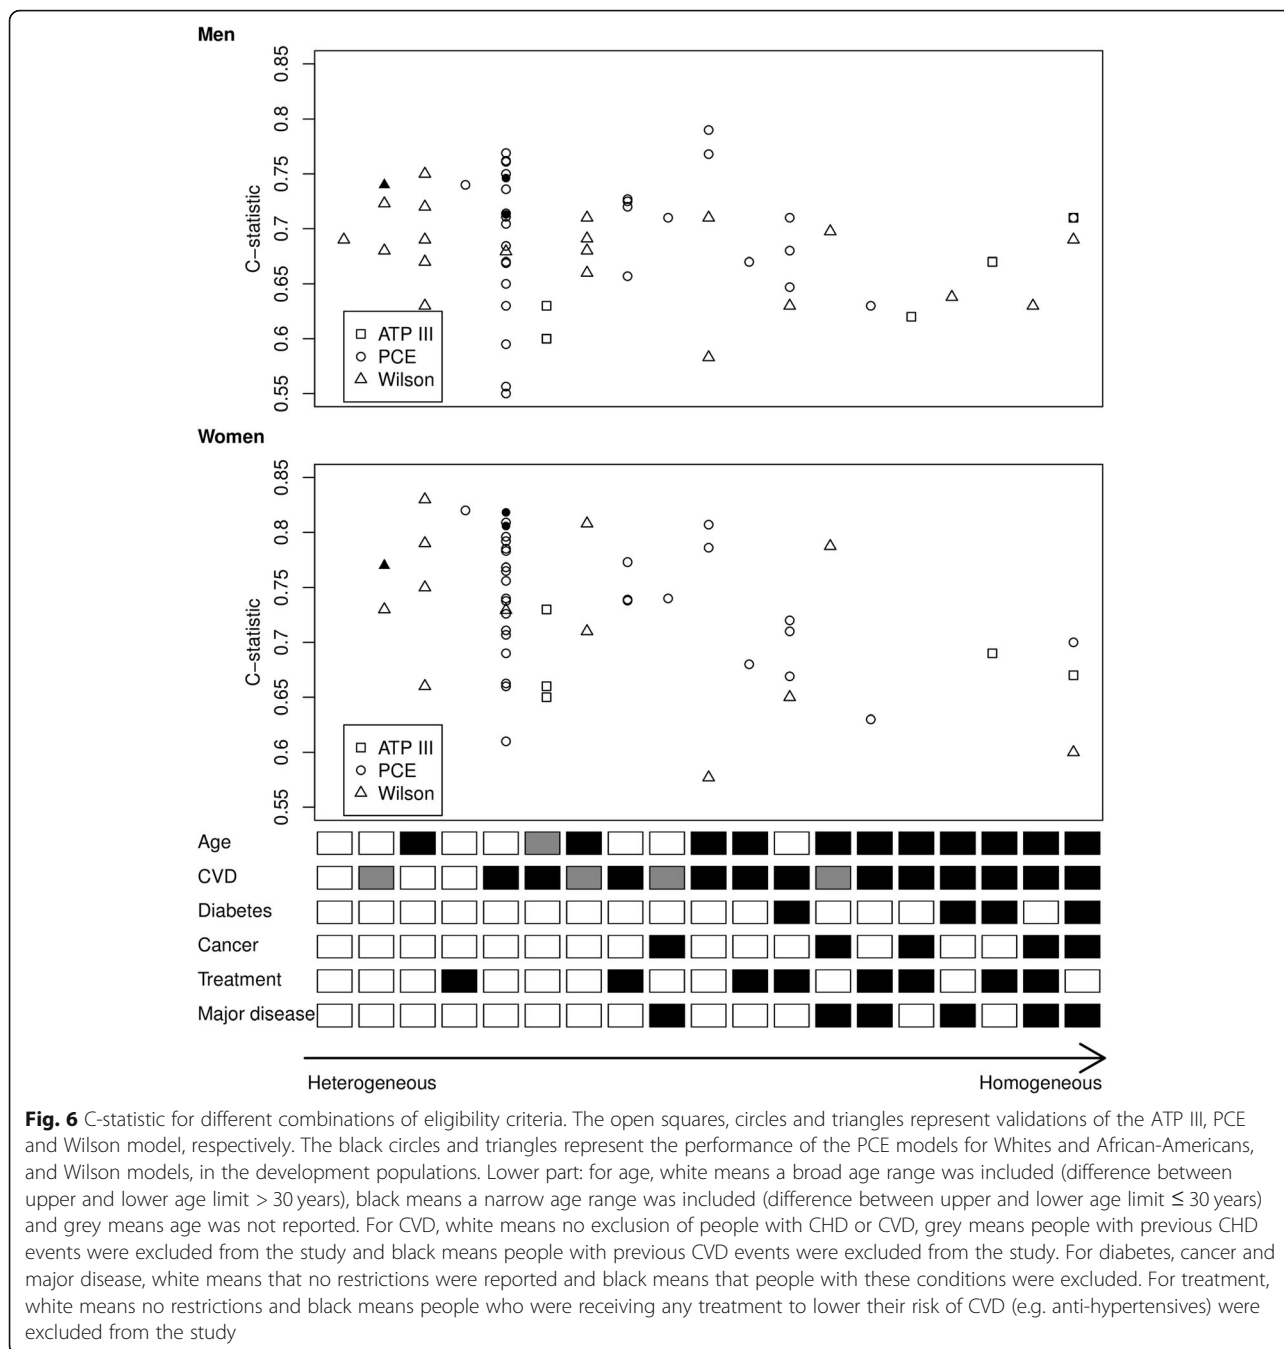 Men
0.85
0.8
0.75
0.7
0.65
0.6
0.55
C−statistic
ATP III
PCE
Wilson
Women
0.85
0.8
0.75
0.7
0.65
0.6
0.55
C−statistic
ATP III
PCE
Wilson
Age
CVD
Diabetes
Cancer
Treatment
Major disease
Heterogeneous Homogeneous
Fig. 6 C-statistic for different combinations of eligibility criteria. The open squares, circles and triangles represent validations of the ATP III, PCE
and Wilson model, respectively. The black circles and triangles represent the performance of the PCE models for Whites and African-Americans,
and Wilson models, in the development populations. Lower part: for age, white means a broad age range was included (difference between
upper and lower age limit > 30 years), black means a narrow age range was included (difference between upper and lower age limit ≤ 30 years)
and grey means age was not reported. For CVD, white means no exclusion of people with CHD or CVD, grey means people with previous CHD
events were excluded from the study and black means people with previous CVD events were excluded from the study. For diabetes, cancer and
major disease, white means that no restrictions were reported and black means that people with these conditions were excluded. For treatment,
white means no restrictions and black means people who were receiving any treatment to lower their risk of CVD (e.g. anti-hypertensives) were
excluded from the study